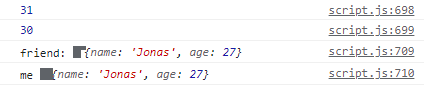 31 script.js:698
30 script.js:699
friend: {name: 'Jonas', age: 27} script.js:709
me {name: 'Jonas', age: 27} script.js:710